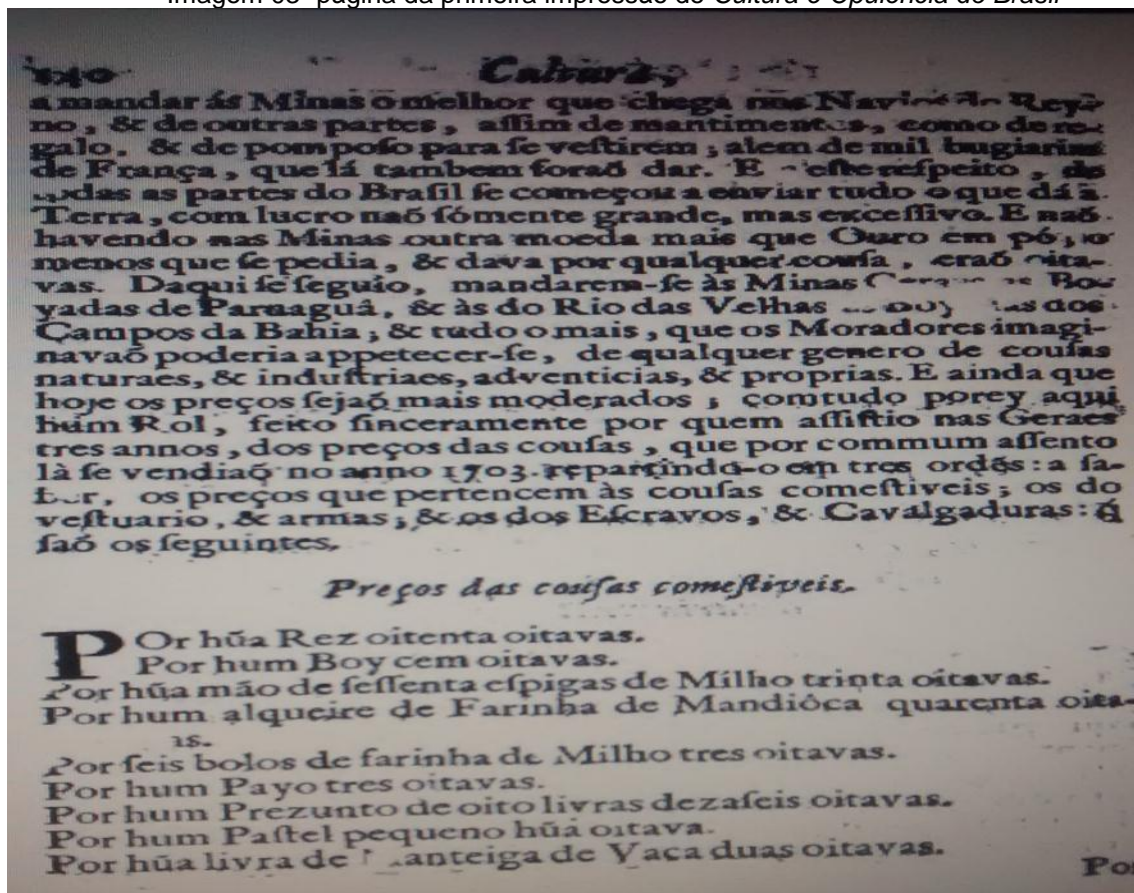 Imagem 03- página da primeira impressão de Cultura e Opulência do Brasil
140 Cultura,
a mandar ás Minas o melhor que chega nos Navios do Rey-
no, & de outras partes, aſſim de mantimentos, como de re-
galo, & de pompoſo para ſe veſtirem; alem de mil bugiarias
de França, que lá tambem foraõ dar. E eſte reſpeito, de
as partes do Braſil ſe começou a enviar tudo o que dá a
Terra, com lucro naõ ſómente grande, mas exceſſivo. E naõ
havendo nas Minas outra moeda mais que Ouro em pó, o
menos que ſe pedia, & dava por qualquer couſa, eraõ oita-
vas. Daqui ſe ſeguio, mandarem-ſe às Minas Bo-
yadas de Parnaguâ, & às do Rio das Velhas dos
Campos da Bahia; & tudo o mais, que os Moradores imagi-
navaõ poderia appetecer-ſe, de qualquer genero de couſas
naturaes, & induſtriaes, adventicias, & proprias. E ainda que
hoje os preços ſejaõ mais moderados; comtudo porey aqui
hum Rol, feito ſinceramente por quem aſſiſtio nas Geraes
tres annos, dos preços das couſas, que por commum aſſento
là ſe vendiaõ no anno 1703. repartindo-o em tres ordẽs: a ſa-
os preços que pertencem às couſas comeſtiveis; os do
veſtuario, & armas; & os dos Eſcravos, & Cavalgaduras: q̃
ſaõ os ſeguintes.
Preços das couſas comeſtiveis.
POr hũa Rez oitenta oitavas.
Por hum Boy cem oitavas.
Por hũa mão de ſeſſenta eſpigas de Milho trinta oitavas.
Por hum alqueire de Farinha de Mandiôca quarenta oita-
Por ſeis bolos de farinha de Milho tres oitavas.
Por hum Payo tres oitavas.
Por hum Prezunto de oito livras dezaſeis oitavas.
Por hum Paſtel pequeno hũa oitava.
Por hũa livra de Manteiga de Vaca duas oitavas.
Por